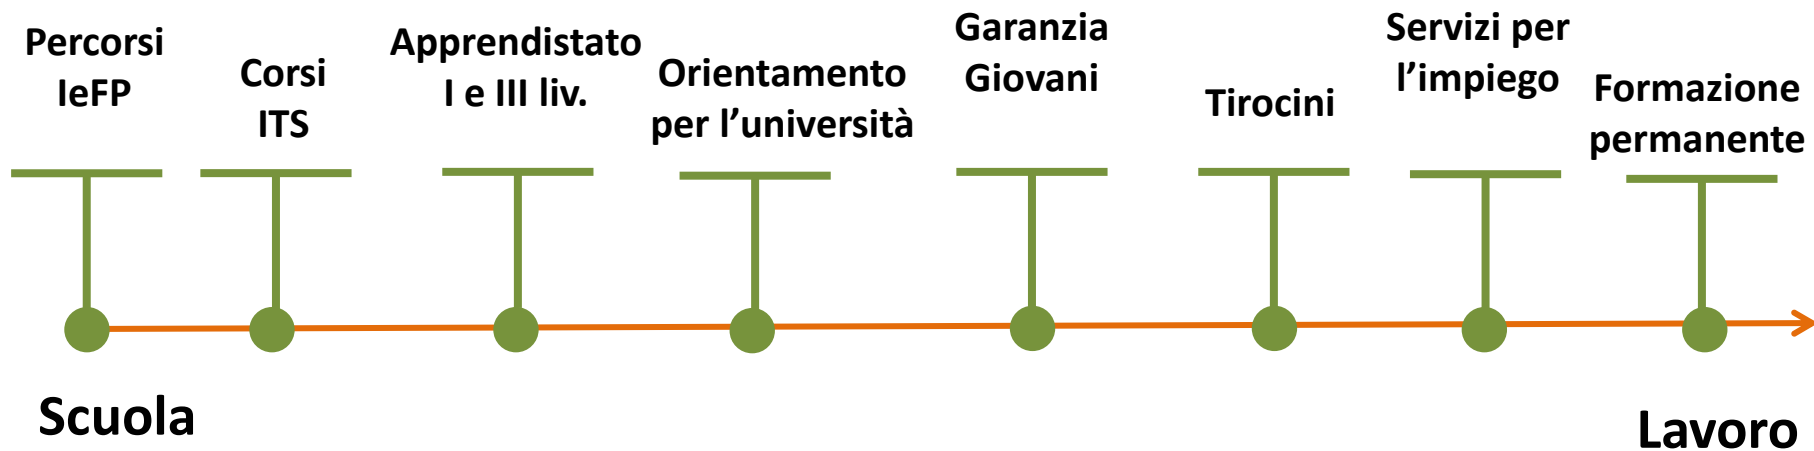 Percorsi
IeFP
Corsi
ITS
Apprendistato
I e III liv.
Orientamento
per l’università
Garanzia
Giovani
Tirocini
Servizi per
l’impiego
Formazione
permanente
Scuola
Lavoro